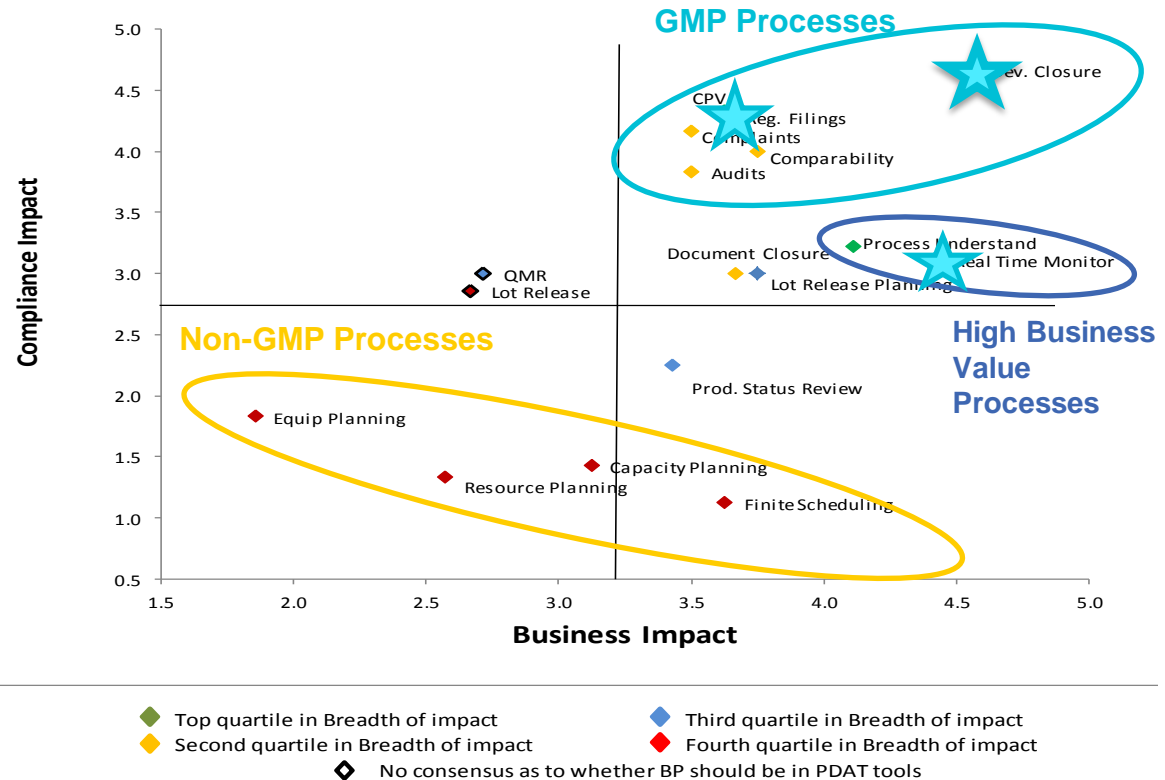 GMP Processes
5.0
4.5
4.0
3.5
3.0
2.5
2.0
1.5
1.0
0.5
Compliance Impact
ev. Closure
CPV
eg. Filings
Complaints
Comparability
Audits
Process Understand
eal Time Monitor
Document Closure
Lot Release Planning
QMR
Lot Release
Non-GMP Processes
High Business
Value
Processes
Prod. Status Review
Equip Planning
Capacity Planning
Resource Planning
Finite Scheduling
1.5 2.0 2.5 3.0 3.5 4.0 4.5 5.0
Business Impact
Top quartile in Breadth of impact
Third quartile in Breadth of impact
Second quartile in Breadth of impact
Fourth quartile in Breadth of impact
No consensus as to whether BP should be in PDAT tools